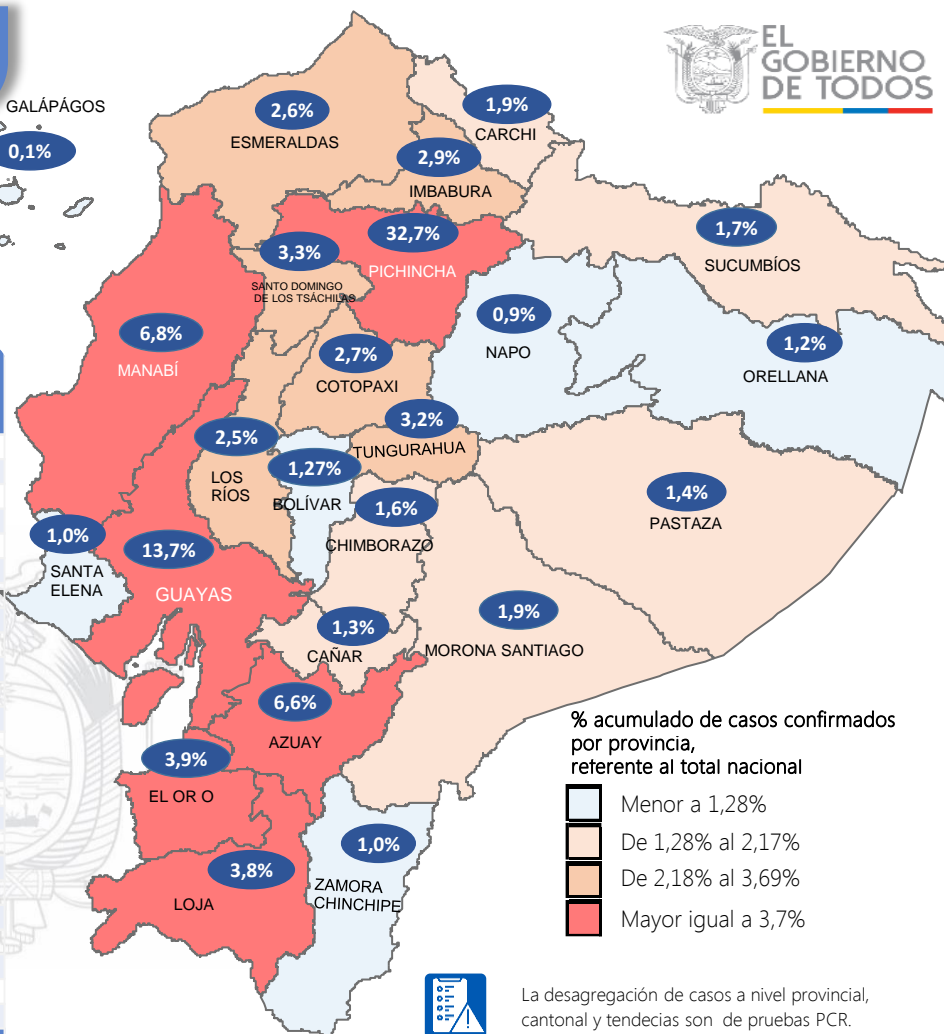 EL
GOBIERNO
DE TODOS
GALÁPÁGOS
0,1%
2,6%
ESMERALDAS
1,9%
CARCHI
2,9%
IMBABURA
1,7%
SUCUMBÍOS
32,7%
PICHINCHA
3,3%
SANTO DOMINGO
DE LOS TSÁCHILAS
0,9%
NAPO
1,2%
ORELLANA
6,8%
MANABÍ
2,7%
COTOPAXI
3,2%
TUNGURAHUA
2,5%
LOS
RÍOS
1,27%
BOLÍVAR
1,6%
CHIMBORAZO
1,4%
PASTAZA
1,0%
SANTA
ELENA
13,7%
GUAYAS
1,3%
CAÑAR
1,9%
MORONA SANTIAGO
6,6%
AZUAY
3,9%
EL OR O
3,8%
LOJA
1,0%
ZAMORA
CHINCHIPE
% acumulado de casos confirmados
por provincia,
referente al total nacional
Menor a 1,28%
De 1,28% al 2,17%
De 2,18% al 3,69%
Mayor igual a 3,7%
La desagregación de casos a nivel provincial,
cantonal y tendecias son de pruebas PCR.